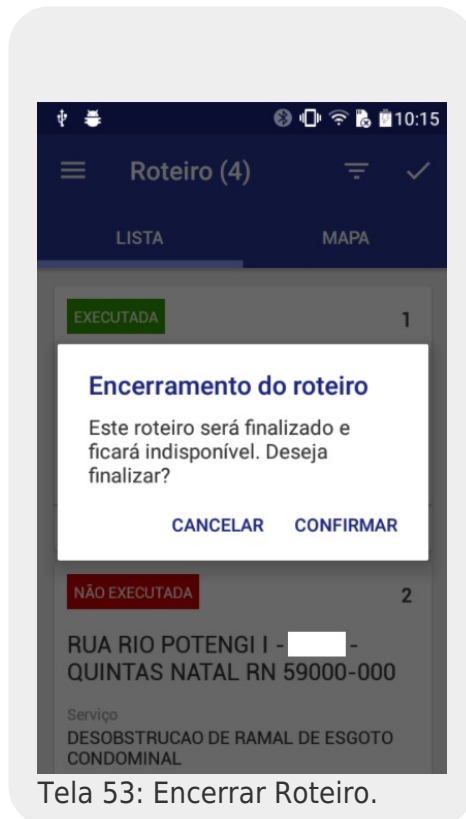 10:15
Roteiro (4)
LISTA MAPA
EXECUTADA 1
Encerramento do roteiro
Este roteiro será finalizado e
ficará indisponível. Deseja
finalizar?
CANCELAR CONFIRMAR
NÃO EXECUTADA 2
RUA RIO POTENGI I - -
QUINTAS NATAL RN 59000-000
Serviço
DESOBSTRUCAO DE RAMAL DE ESGOTO
CONDOMINAL
Tela 53: Encerrar Roteiro.